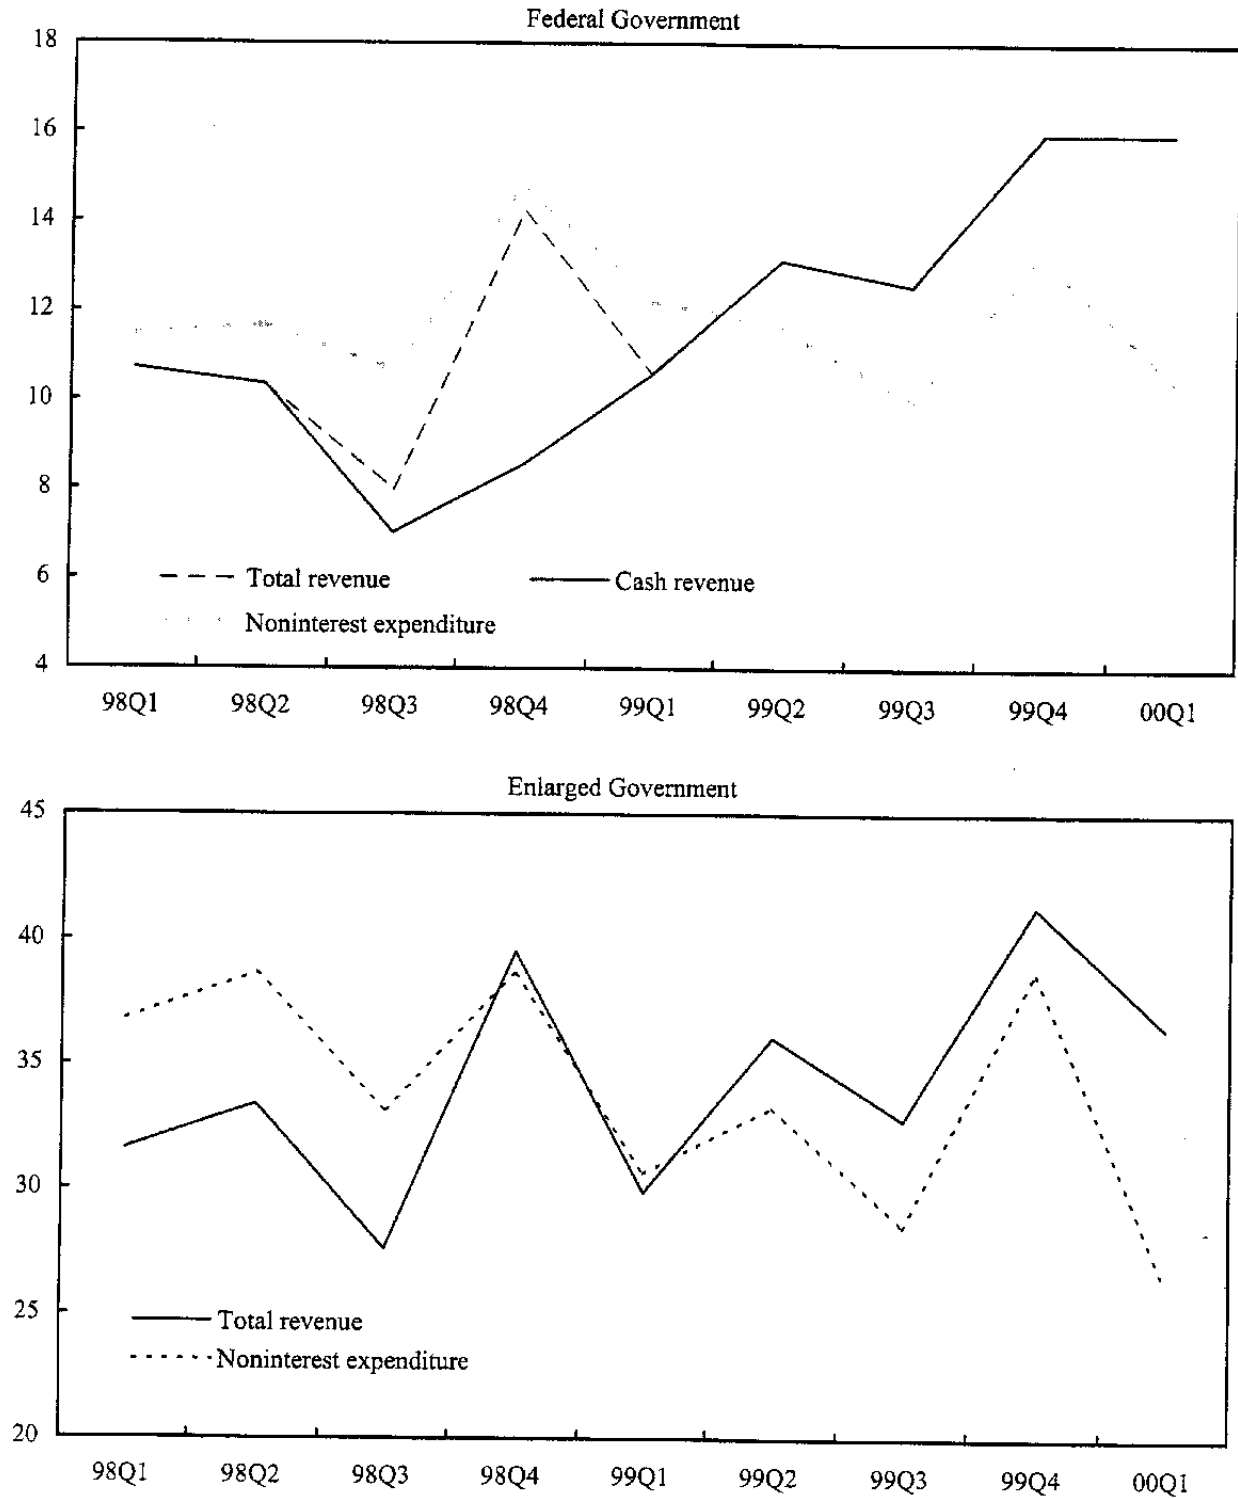 Federal Government
18
16
14
12
10
8
6
4
Total revenue
Cash revenue
Noninterest expenditure
98Q1 98Q2 98Q3 98Q4 99Q1 99Q2 99Q3 99Q4 00Q1
Enlarged Government
45
40
35
30
25
20
Total revenue
Noninterest expenditure
98Q1 98Q2 98Q3 98Q4 99Q1 99Q2 99Q3 99Q4 00Q1